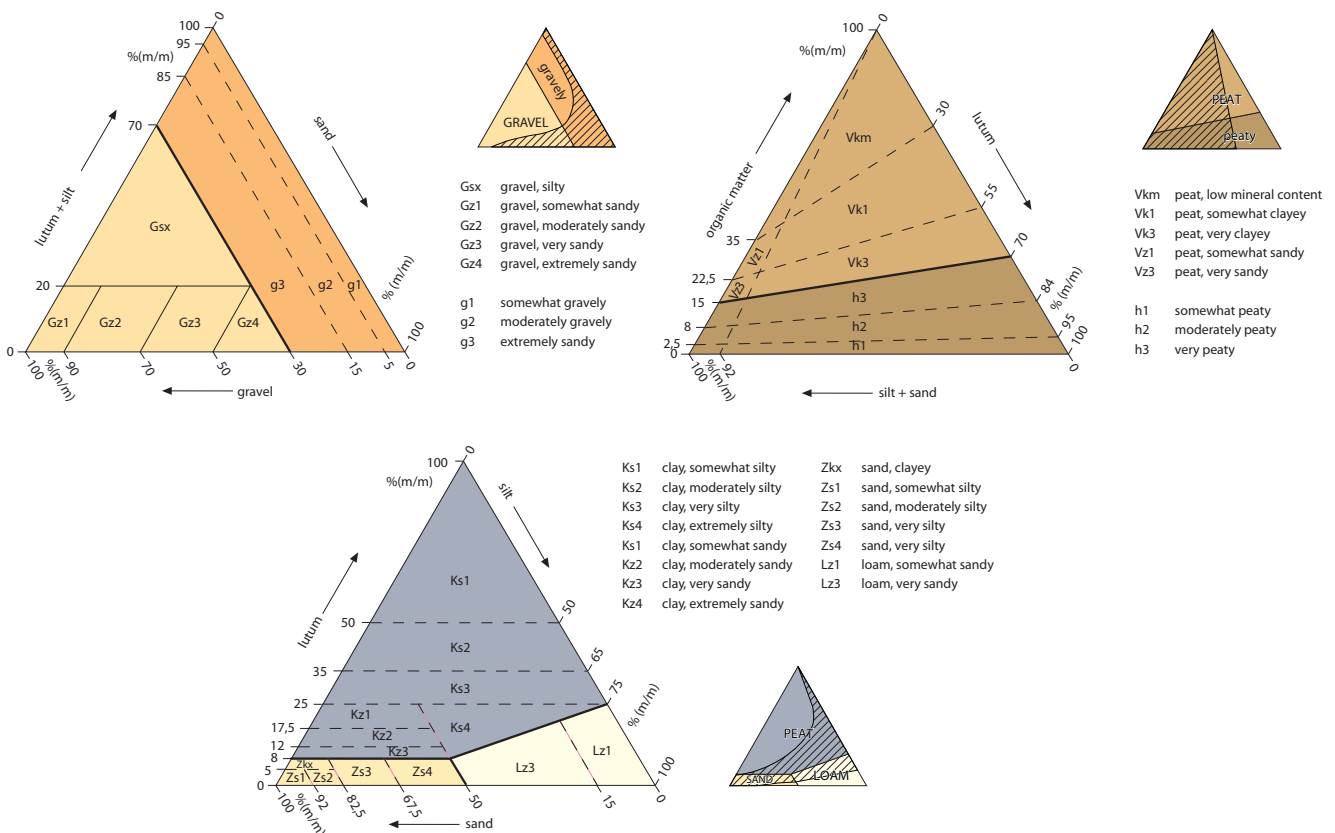 0
100
95
%(m/m)
85
70
20
0
lutum + silt
sand
Gsx
Gz1
Gz2
Gz3
Gz4
g3
g2
g1
%(m/m)
100
0
100
%(m/m)
90
70
50
30
15
5
gravel
gravely
GRAVEL
Gsx gravel, silty
Gz1 gravel, somewhat sandy
Gz2 gravel, moderately sandy
Gz3 gravel, very sandy
Gz4 gravel, extremely sandy
g1 somewhat gravely
g2 moderately gravely
g3 extremely sandy
0
100
%(m/m)
organic matter
lutum
30
55
70
84
%(m/m)
95
100
0
35
22,5
15
8
2,5
0
Vkm
Vk1
Vz1
Vk3
Vz3
h3
h2
h1
100
92
%(m/m)
silt + sand
PEAT
peaty
Vkm peat, low mineral content
Vk1 peat, somewhat clayey
Vk3 peat, very clayey
Vz1 peat, somewhat sandy
Vz3 peat, very sandy
h1 somewhat peaty
h2 moderately peaty
h3 very peaty
0
100
%(m/m)
silt
lutum
50
65
75
%(m/m)
100
0
50
35
25
17,5
12
8
5
0
Ks1
Ks2
Ks3
Kz1
Ks4
Kz2
Kz3
Zkx
Zs1
Zs2
Zs3
Zs4
Lz3
Lz1
100
%(m/m)
92
82,5
67,5
50
15
sand
Ks1 clay, somewhat silty
Ks2 clay, moderately silty
Ks3 clay, very silty
Ks4 clay, extremely silty
Ks1 clay, somewhat sandy
Kz2 clay, moderately sandy
Kz3 clay, very sandy
Kz4 clay, extremely sandy
Zkx sand, clayey
Zs1 sand, somewhat silty
Zs2 sand, moderately silty
Zs3 sand, very silty
Zs4 sand, very silty
Lz1 loam, somewhat sandy
Lz3 loam, very sandy
PEAT
SAND
LOAM